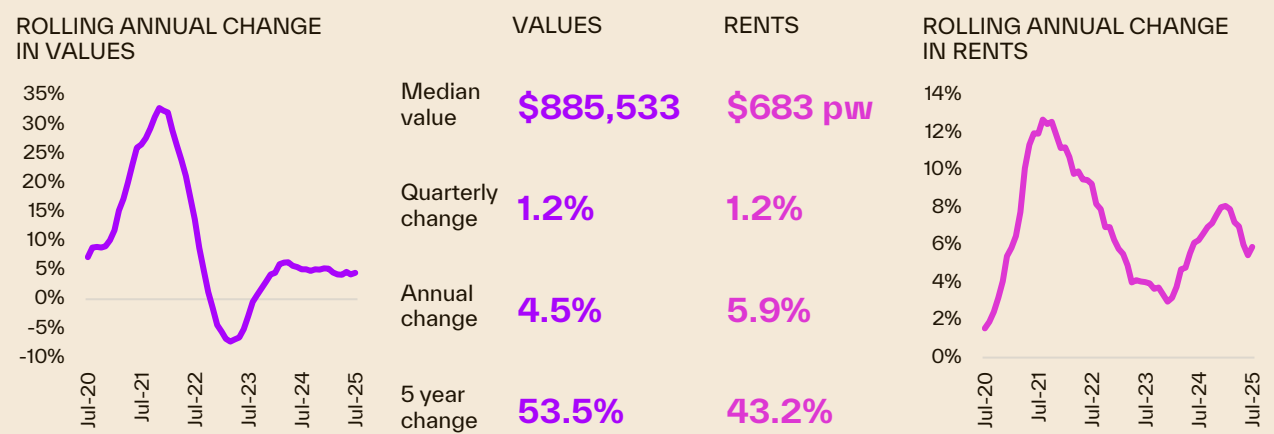 ROLLING ANNUAL CHANGE
IN VALUES
35%
30%
25%
20%
15%
10%
5%
0%
-5%
-10%
Jul-20
Jul-21
Jul-22
Jul-23
Jul-24
Jul-25
VALUES
RENTS
Median
value
$885,533
$683 pw
Quarterly
change
1.2%
1.2%
Annual
change
4.5%
5.9%
5 year
change
53.5%
43.2%
ROLLING ANNUAL CHANGE
IN RENTS
14%
12%
10%
8%
6%
4%
2%
0%
Jul-20
Jul-21
Jul-22
Jul-23
Jul-24
Jul-25